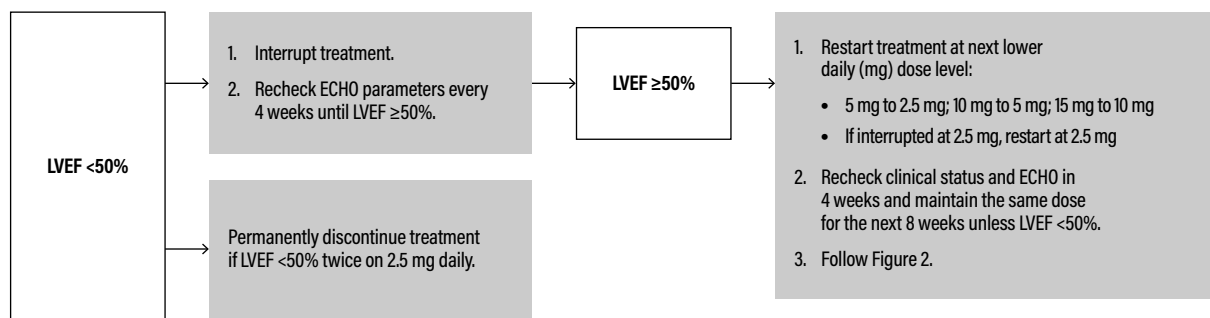 LVEF <50%
1. Interrupt treatment.
2. Recheck ECHO parameters every
4 weeks until LVEF ≥50%.
Permanently discontinue treatment
if LVEF <50% twice on 2.5 mg daily.
LVEF ≥50%
1. Restart treatment at next lower
daily (mg) dose level:
• 5 mg to 2.5 mg; 10 mg to 5 mg; 15 mg to 10 mg
• If interrupted at 2.5 mg, restart at 2.5 mg
2. Recheck clinical status and ECHO in
4 weeks and maintain the same dose
for the next 8 weeks unless LVEF <50%.
3. Follow Figure 2.